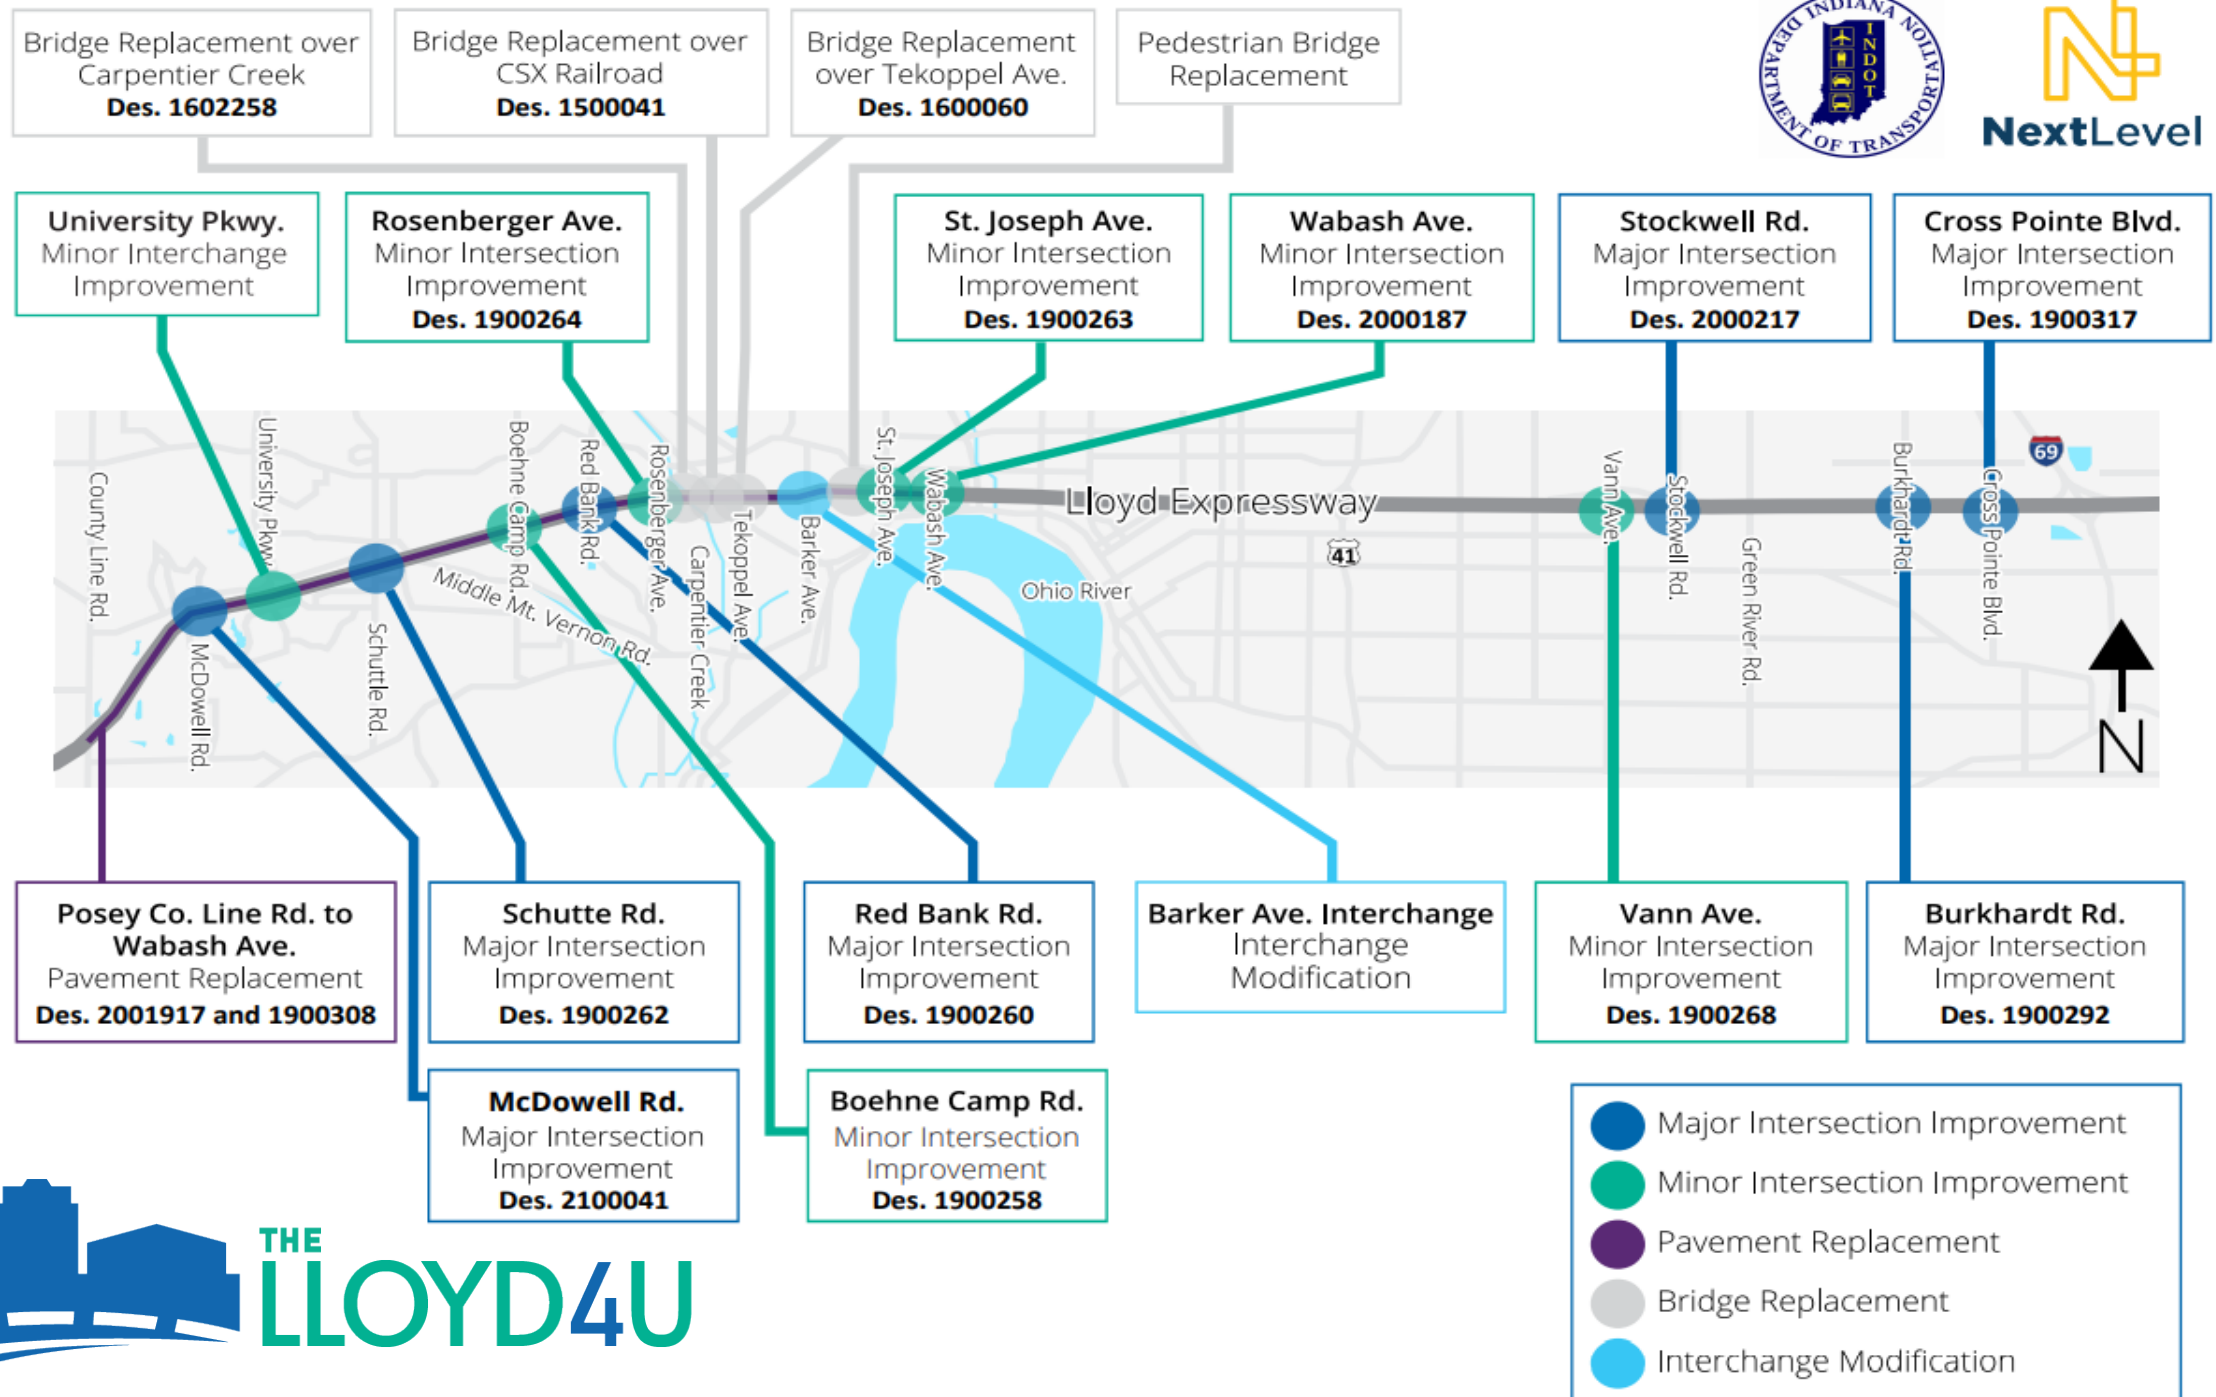 Bridge Replacement over
Carpentier Creek
Des. 1602258
Bridge Replacement over
CSX Railroad
Des. 1500041
Bridge Replacement
over Tekoppel Ave.
Des. 1600060
Pedestrian Bridge
Replacement
INDIANA DEPARTMENT OF TRANSPORTATION
INDOT
NextLevel
University Pkwy.
Minor Interchange
Improvement
Rosenberger Ave.
Minor Intersection
Improvement
Des. 1900264
St. Joseph Ave.
Minor Intersection
Improvement
Des. 1900263
Wabash Ave.
Minor Intersection
Improvement
Des. 2000187
Stockwell Rd.
Major Intersection
Improvement
Des. 2000217
Cross Pointe Blvd.
Major Intersection
Improvement
Des. 1900317
County Line Rd.
McDowell Rd.
University Pkwy.
Schuttle Rd.
Middle Mt. Vernon Rd.
Boehne Camp Rd.
Red Bank Rd.
Rosenberger Ave.
Carpentier Creek
Tekoppel Ave.
Barker Ave.
St. Joseph Ave.
Wabash Ave.
Ohio River
Lloyd Expressway
41
Vann Ave.
Stockwell Rd.
Green River Rd.
Burkhardt Rd.
Cross Pointe Blvd.
69
N
Posey Co. Line Rd. to
Wabash Ave.
Pavement Replacement
Des. 2001917 and 1900308
Schutte Rd.
Major Intersection
Improvement
Des. 1900262
Red Bank Rd.
Major Intersection
Improvement
Des. 1900260
Barker Ave. Interchange
Interchange
Modification
Vann Ave.
Minor Intersection
Improvement
Des. 1900268
Burkhardt Rd.
Major Intersection
Improvement
Des. 1900292
McDowell Rd.
Major Intersection
Improvement
Des. 2100041
Boehne Camp Rd.
Minor Intersection
Improvement
Des. 1900258
Major Intersection Improvement
Minor Intersection Improvement
Pavement Replacement
Bridge Replacement
Interchange Modification
THE
LLOYD4U